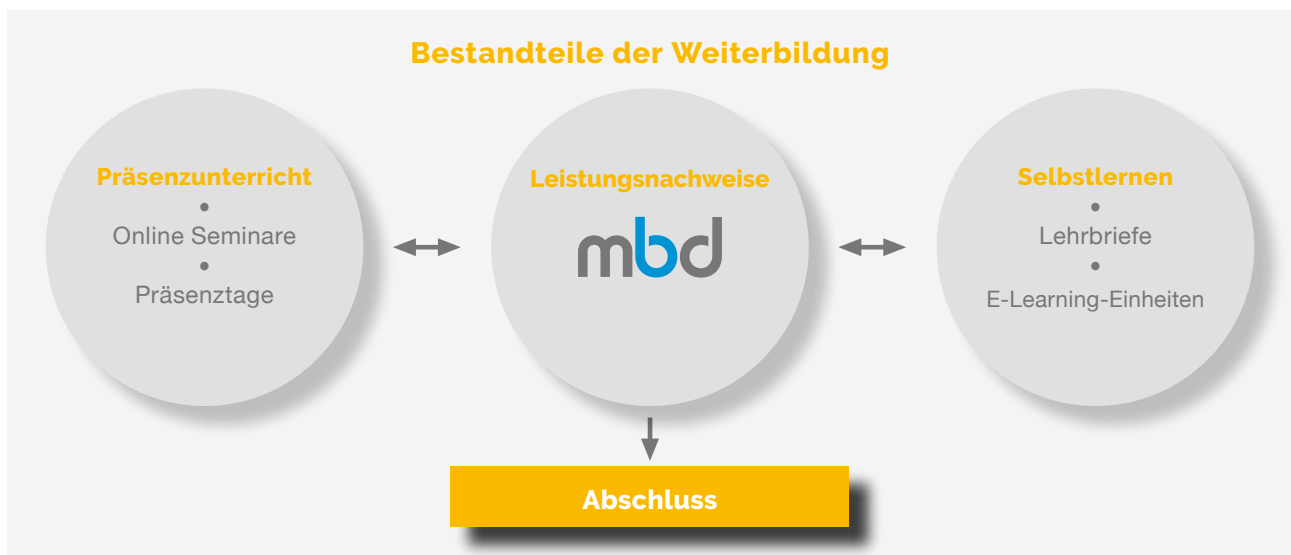 Bestandteile der Weiterbildung
Präsenzunterricht
Online Seminare
Präsenztage
Leistungsnachweise
mbd
Selbstlernen
Lehrbriefe
E-Learning-Einheiten
Abschluss